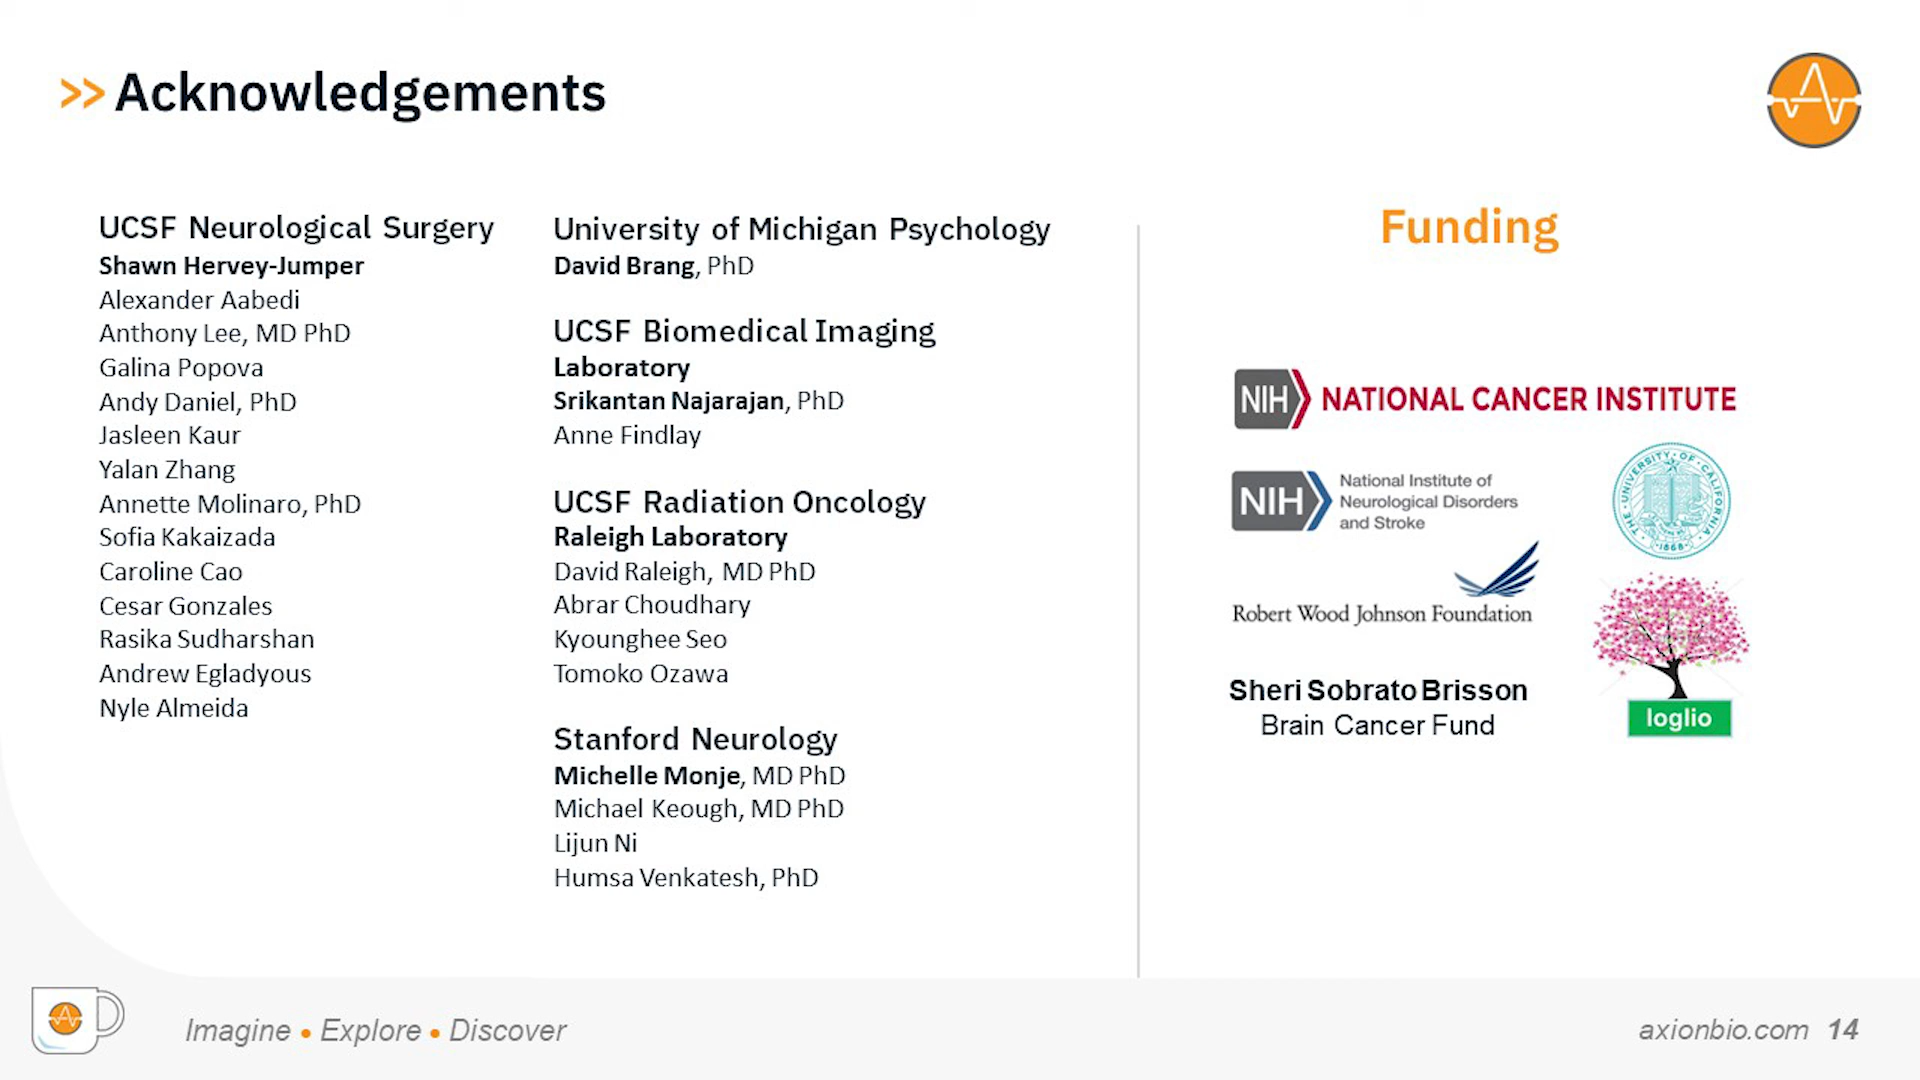 >> Acknowledgements
UCSF Neurological Surgery
Shawn Hervey-Jumper
Alexander Aabedi
Anthony Lee, MD PhD
Galina Popova
Andy Daniel, PhD
Jasleen Kaur
Yalan Zhang
Annette Molinaro, PhD
Sofia Kakaizada
Caroline Cao
Cesar Gonzales
Rasika Sudharshan
Andrew Egladyous
Nyle Almeida
University of Michigan Psychology
David Brang, PhD
UCSF Biomedical Imaging
Laboratory
Srikantan Najarajan, PhD
Anne Findlay
UCSF Radiation Oncology
Raleigh Laboratory
David Raleigh, MD PhD
Abrar Choudhary
Kyounghee Seo
Tomoko Ozawa
Stanford Neurology
Michelle Monje, MD PhD
Michael Keough, MD PhD
Lijun Ni
Humsa Venkatesh, PhD
Funding
NIH NATIONAL CANCER INSTITUTE
NIH National Institute of
Neurological Disorders
and Stroke
THE UNIVERSITY OF CALIFORNIA
1868
Robert Wood Johnson Foundation
Sheri Sobrato Brisson
Brain Cancer Fund
loglio
Imagine • Explore • Discover
axionbio.com 14